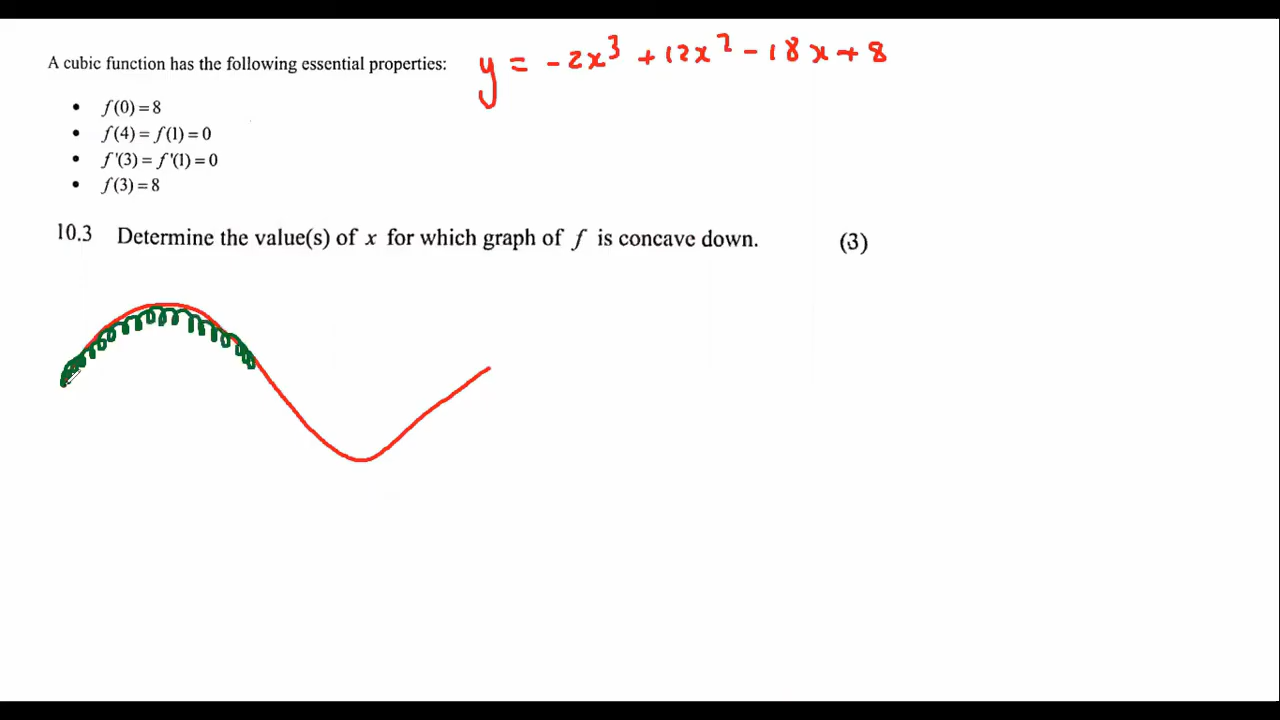 A cubic function has the following essential properties: y = -2x³ + 12x² - 18x + 8
• f(0) = 8
• f(4) = f(1) = 0
• f'(3) = f'(1) = 0
• f(3) = 8
10.3 Determine the value(s) of x for which graph of f is concave down. (3)